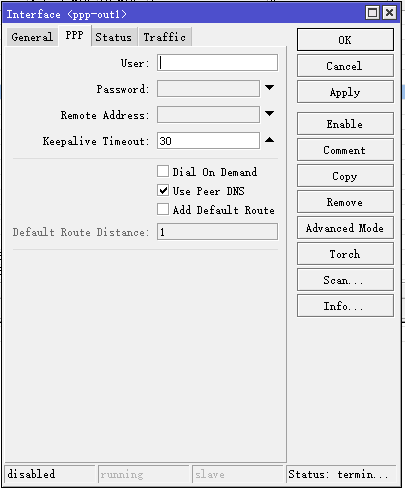 Interface <ppp-out1>
General PPP Status Traffic
User:
Password:
Remote Address:
Keepalive Timeout: 30
Dial On Demand
Use Peer DNS
Add Default Route
Default Route Distance: 1
OK
Cancel
Apply
Enable
Comment
Copy
Remove
Advanced Mode
Torch
Scan...
Info...
disabled running slave Status: termin...